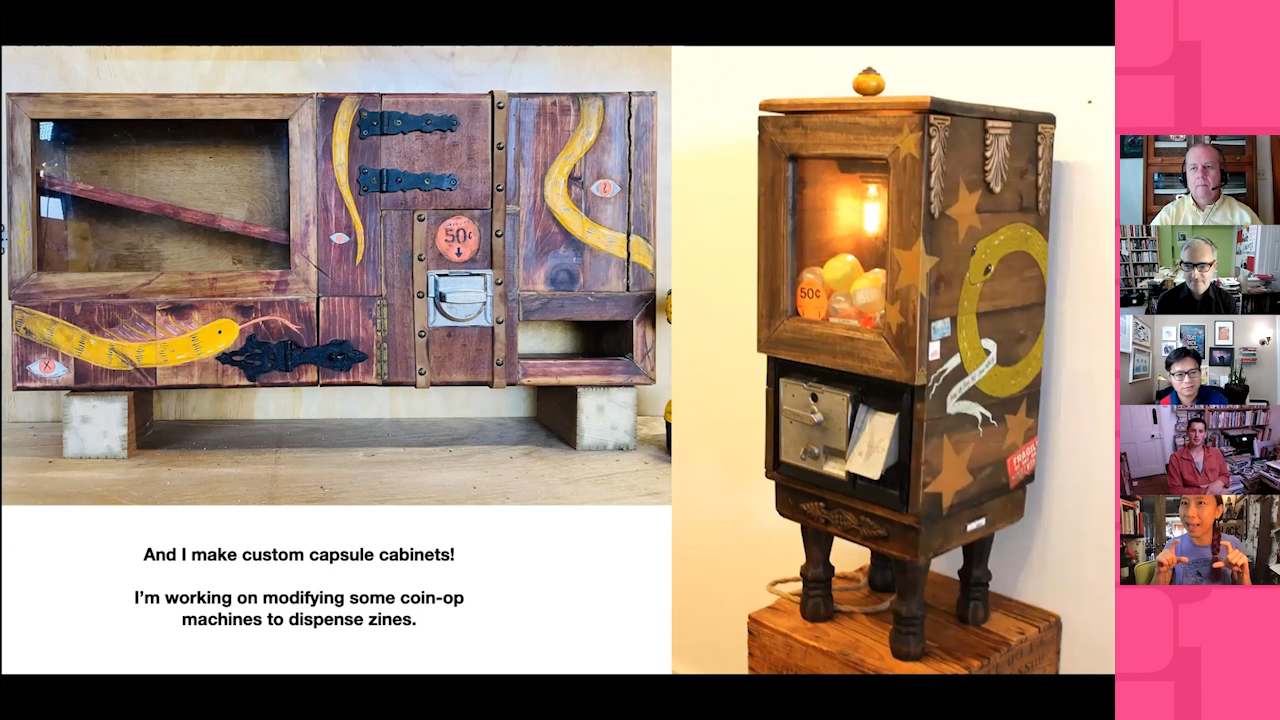 50¢
50¢
FRAGILE
And I make custom capsule cabinets!
I'm working on modifying some coin-op
machines to dispense zines.